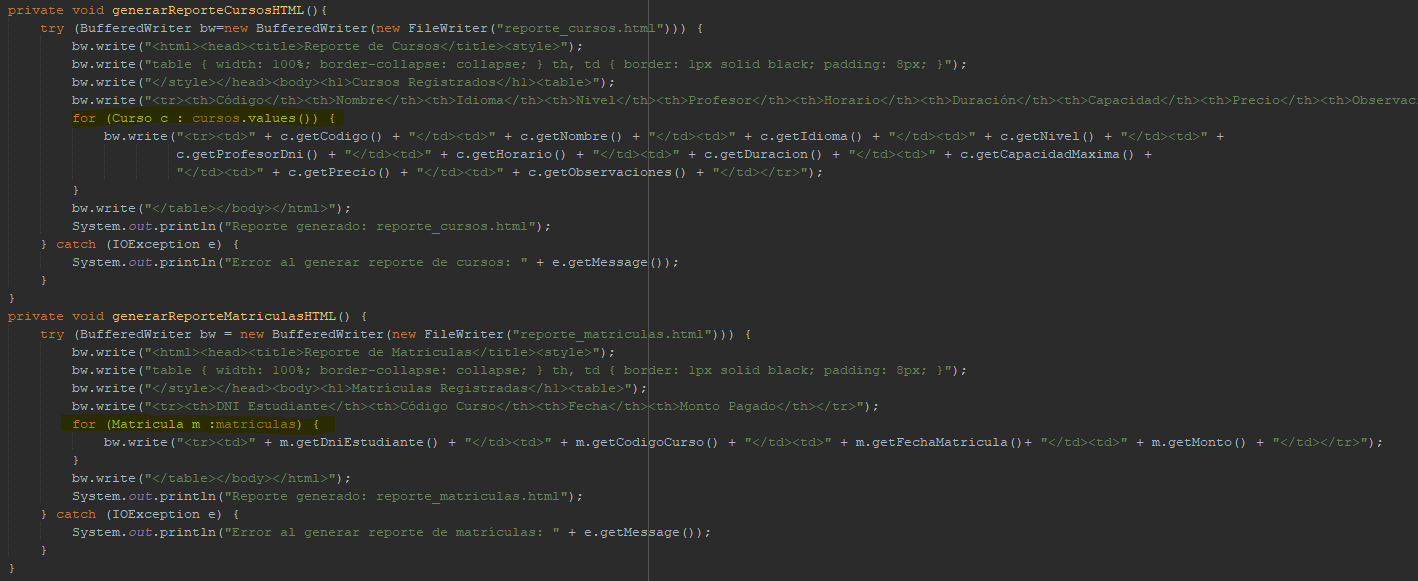 private void generarReporteCursosHTML(){
try (BufferedWriter bw=new BufferedWriter(new FileWriter("reporte_cursos.html"))) {
bw.write("<html><head><title>Reporte de Cursos</title><style>");
bw.write("table { width: 100%; border-collapse: collapse; } th, td { border: 1px solid black; padding: 8px; }");
bw.write("</style></head><body><h1>Cursos Registrados</h1><table>");
bw.write("<tr><th>Código</th><th>Nombre</th><th>Idioma</th><th>Nivel</th><th>Profesor</th><th>Horario</th><th>Duración</th><th>Capacidad</th><th>Precio</th><th>Observac
for (Curso c : cursos.values()) {
bw.write("<tr><td>" + c.getCodigo() + "</td><td>" + c.getNombre() + "</td><td>" + c.getIdioma() + "</td><td>" + c.getNivel() + "</td><td>" +
c.getProfesorDni() + "</td><td>" + c.getHorario() + "</td><td>" + c.getDuracion() + "</td><td>" + c.getCapacidadMaxima() +
"</td><td>" + c.getPrecio() + "</td><td>" + c.getObservaciones() + "</td></tr>");
}
bw.write("</table></body></html>");
System.out.println("Reporte generado: reporte_cursos.html");
} catch (IOException e) {
System.out.println("Error al generar reporte de cursos: " + e.getMessage());
}
}
private void generarReporteMatriculasHTML() {
try (BufferedWriter bw = new BufferedWriter(new FileWriter("reporte_matriculas.html"))) {
bw.write("<html><head><title>Reporte de Matriculas</title><style>");
bw.write("table { width: 100%; border-collapse: collapse; } th, td { border: 1px solid black; padding: 8px; }");
bw.write("</style></head><body><h1>Matrículas Registradas</h1><table>");
bw.write("<tr><th>DNI Estudiante</th><th>Código Curso</th><th>Fecha</th><th>Monto Pagado</th></tr>");
for (Matricula m :matriculas) {
bw.write("<tr><td>" + m.getDniEstudiante() + "</td><td>" + m.getCodigoCurso() + "</td><td>" + m.getFechaMatricula()+ "</td><td>" + m.getMonto() + "</td></tr>");
}
bw.write("</table></body></html>");
System.out.println("Reporte generado: reporte_matriculas.html");
} catch (IOException e) {
System.out.println("Error al generar reporte de matrículas: " + e.getMessage());
}
}